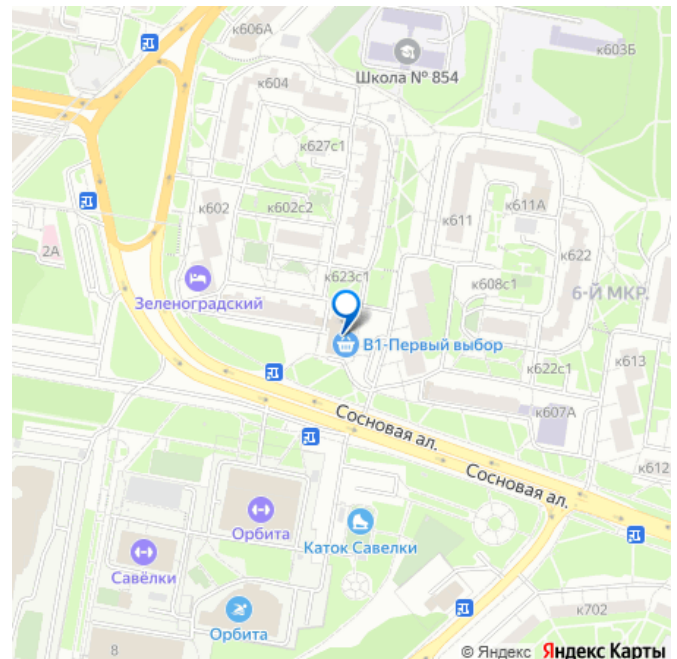 к606А
Школа № 854
к603Б
к604
к627с1
к602
к602с2
к611
к611А
2А
к622
к623с1
к608с1
6-Й МКР.
Зеленоградский
В1-Первый выбор
к622с1
к613
к607А
Сосновая ал.
Сосновая ал.
к612
Орбита
Каток Савелки
Савёлки
к702
Орбита
8
© Яндекс Яндекс Карты